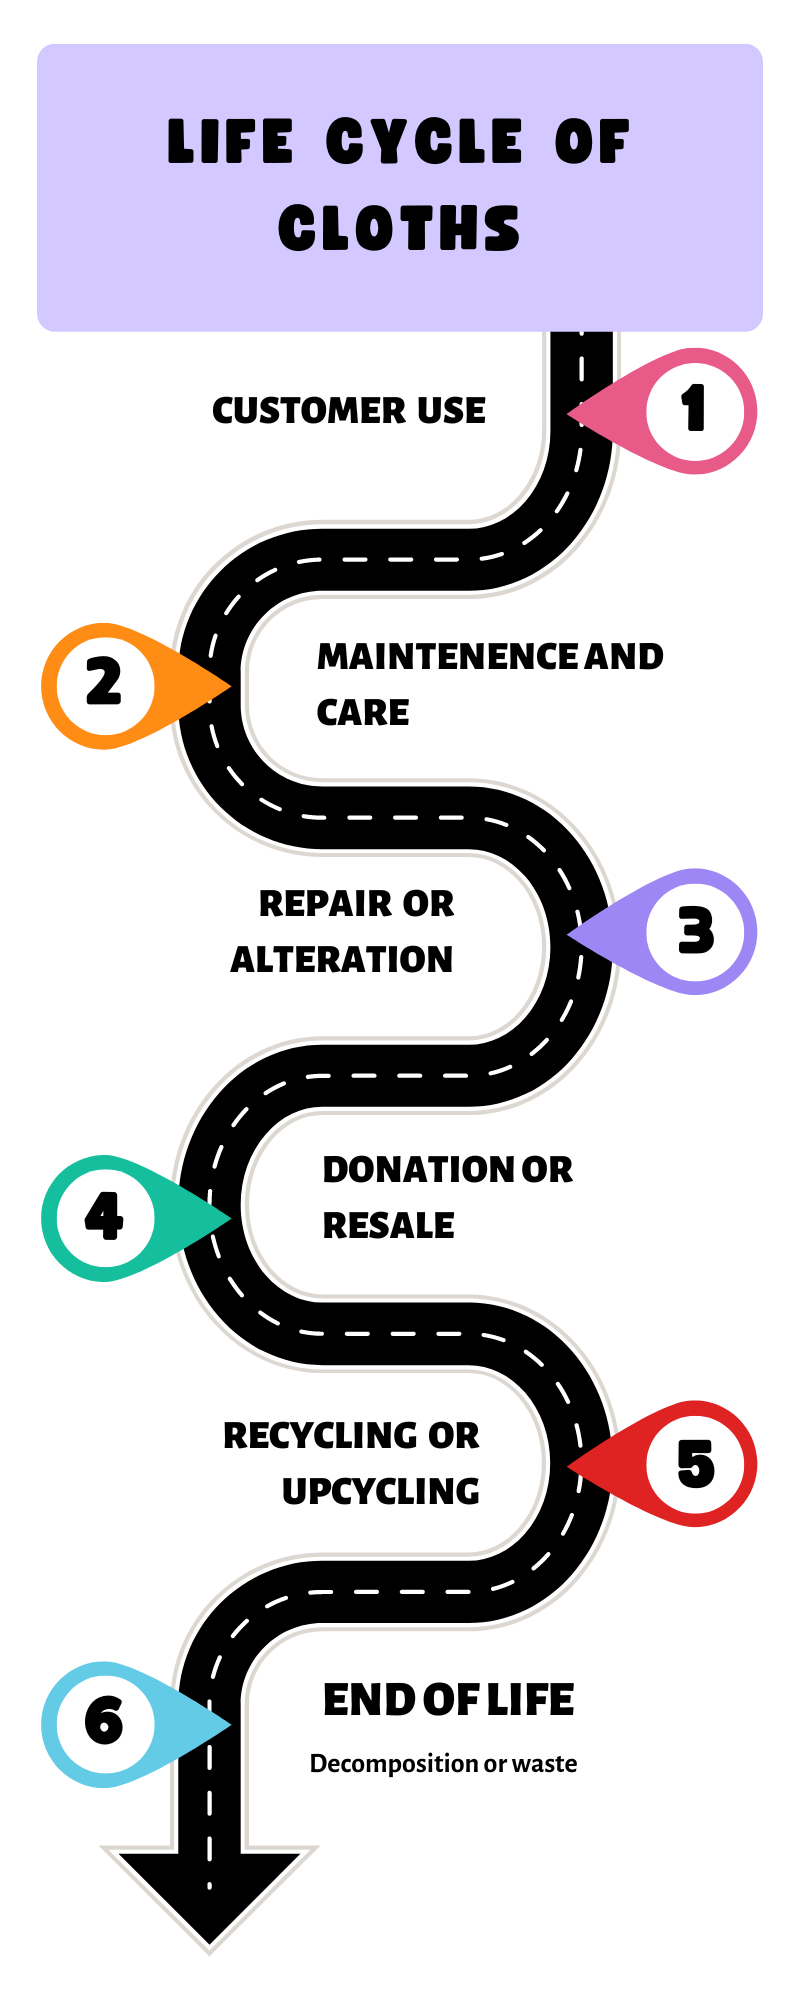 LIFE CYCLE OF
CLOTHS
CUSTOMER USE
1
2
MAINTENENCE AND
CARE
REPAIR OR
ALTERATION
3
4
DONATION OR
RESALE
RECYCLING OR
UPCYCLING
5
6
END OF LIFE
Decomposition or waste